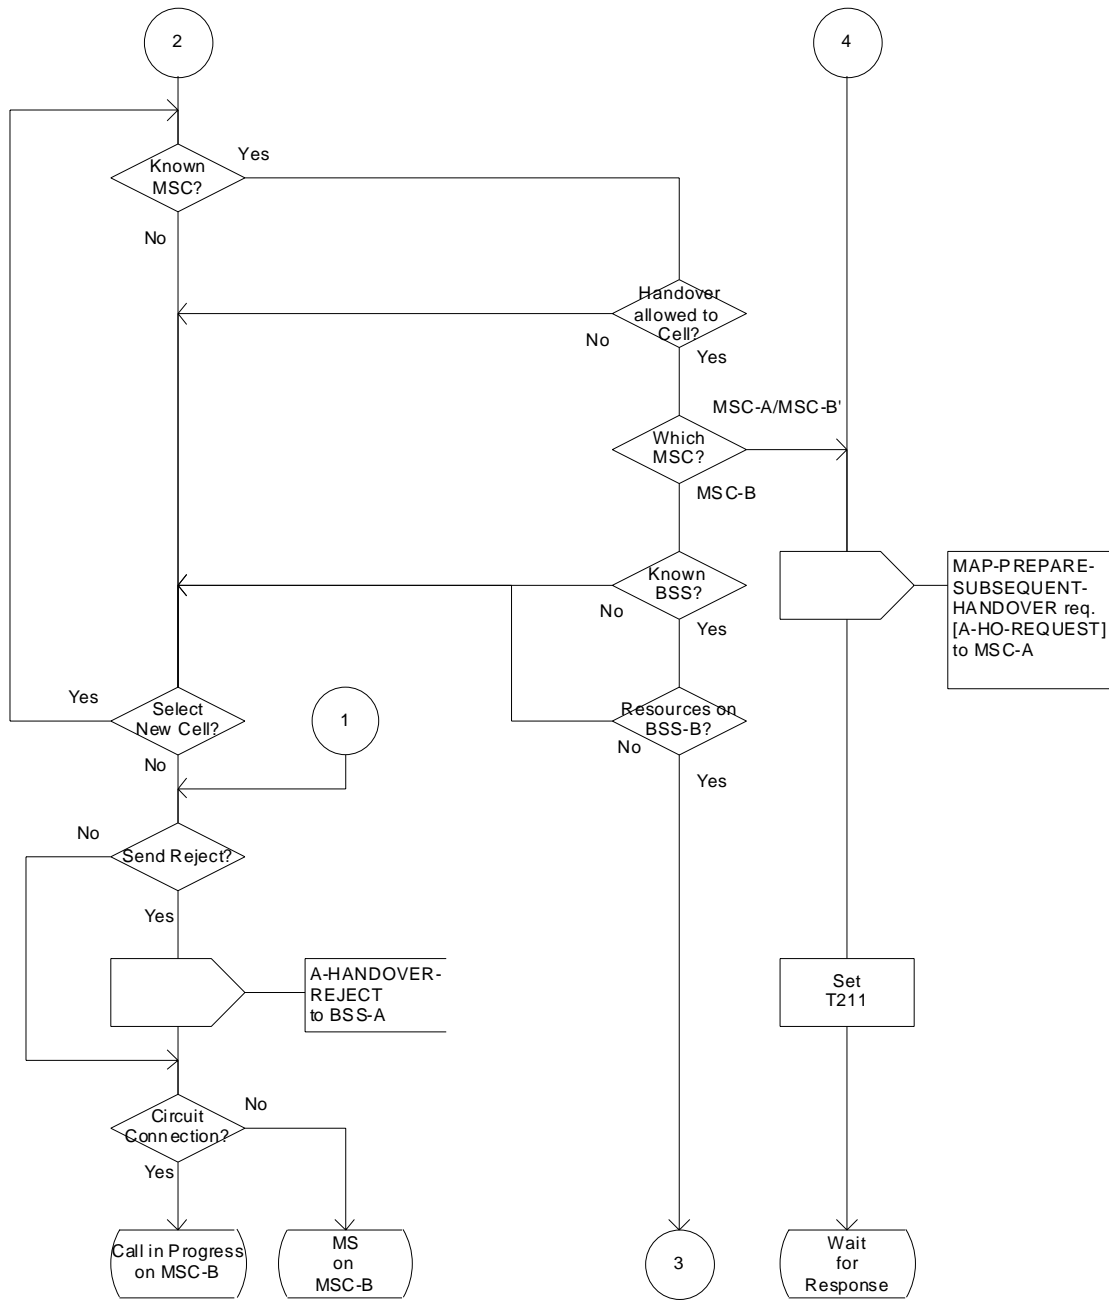 2
4
Known
MSC?
Yes
No
Handover
allowed to
Cell?
No
Yes
MSC-A/MSC-B'
Which
MSC?
MSC-B
Known
BSS?
No
Yes
MAP-PREPARE-
SUBSEQUENT-
HANDOVER req.
[A-HO-REQUEST]
to MSC-A
Yes
Select
New Cell?
No
1
Resources on
BSS-B?
No
Yes
No
Send Reject?
Yes
A-HANDOVER-
REJECT
to BSS-A
Set
T211
Circuit
Connection?
No
Yes
Call in Progress
on MSC-B
MS
on
MSC-B
3
Wait
for
Response